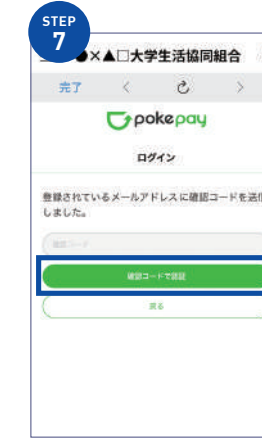 STEP
7
●×▲□大学生活協同組合
完了
pokepay
ログイン
登録されているメールアドレスに確認コードを送信
しました。
確認コード
確認コードで認証
戻る